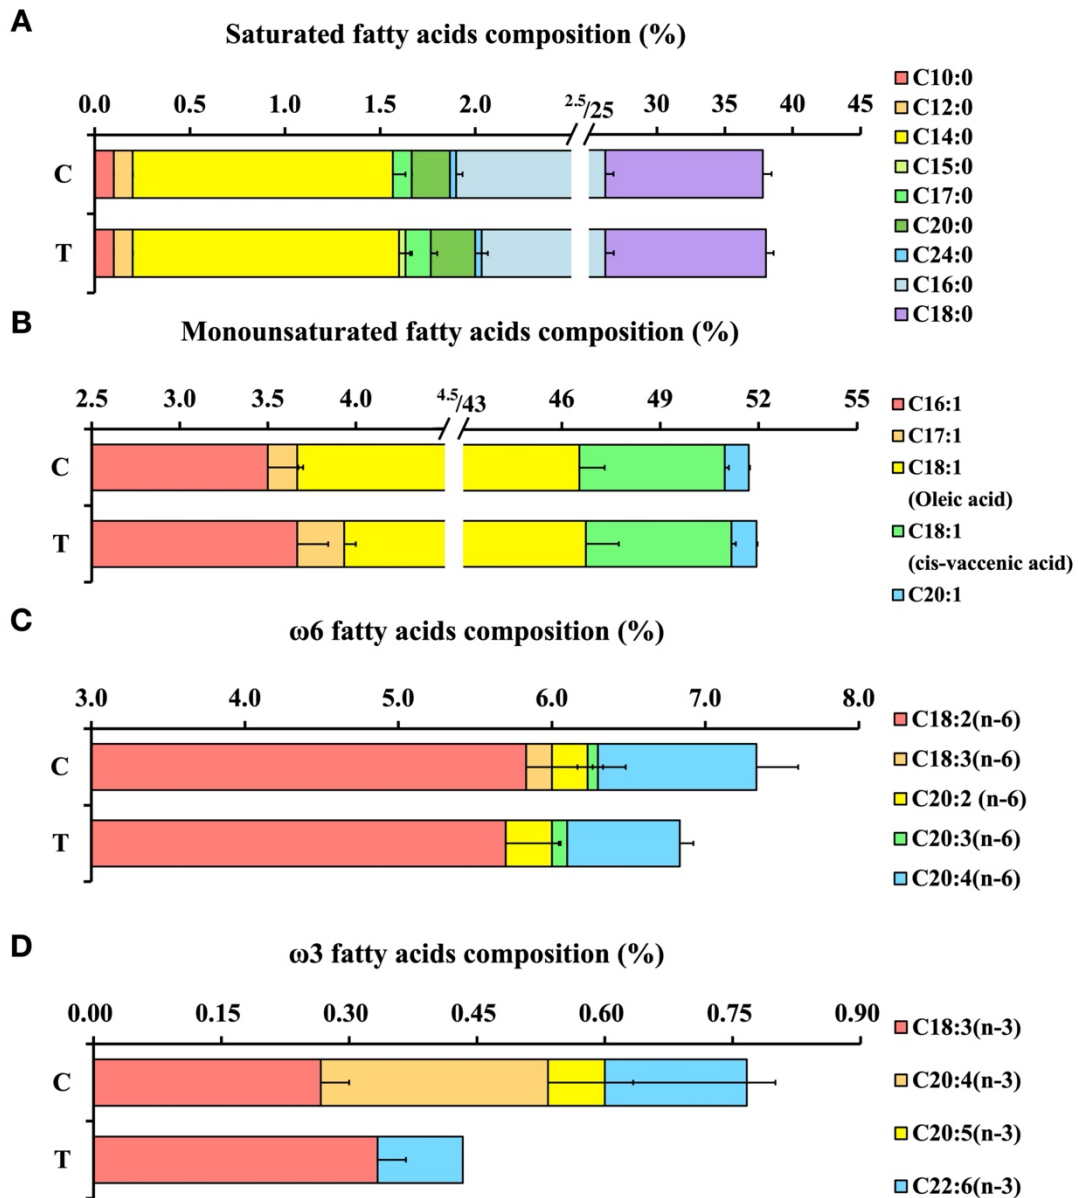 A
Saturated fatty acids composition (%)
0.0 0.5 1.0 1.5 2.0 2.5/25 30 35 40 45
C
T
C10:0
C12:0
C14:0
C15:0
C17:0
C20:0
C24:0
C16:0
C18:0
B
Monounsaturated fatty acids composition (%)
2.5 3.0 3.5 4.0 4.5/43 46 49 52 55
C
T
C16:1
C17:1
C18:1
(Oleic acid)
C18:1
(cis-vaccenic acid)
C20:1
C
ω6 fatty acids composition (%)
3.0 4.0 5.0 6.0 7.0 8.0
C
T
C18:2(n-6)
C18:3(n-6)
C20:2 (n-6)
C20:3(n-6)
C20:4(n-6)
D
ω3 fatty acids composition (%)
0.00 0.15 0.30 0.45 0.60 0.75 0.90
C
T
C18:3(n-3)
C20:4(n-3)
C20:5(n-3)
C22:6(n-3)